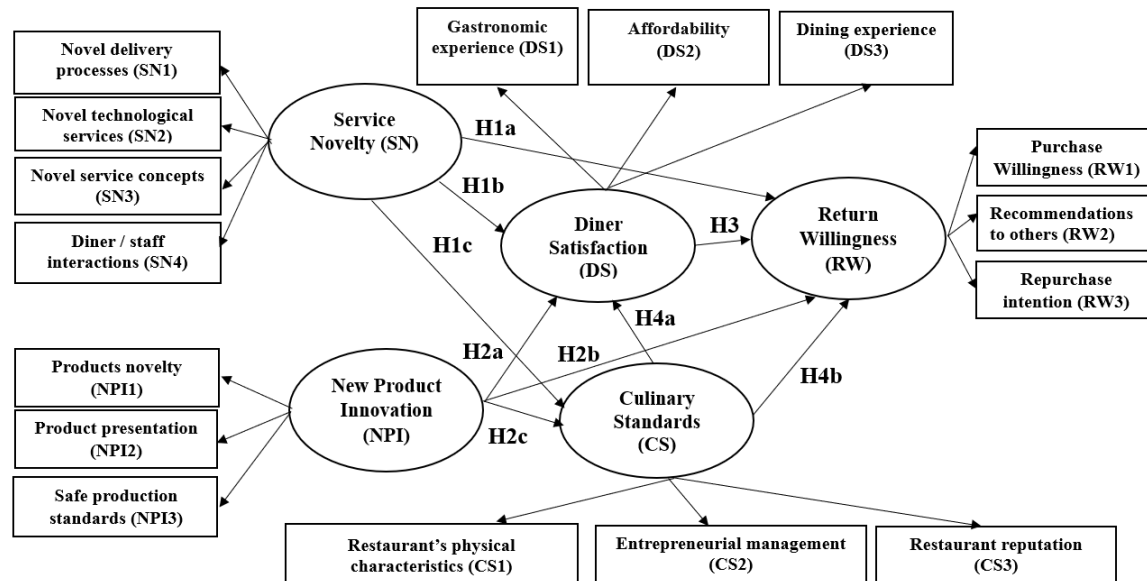 Gastronomic
experience (DS1)
Affordability
(DS2)
Dining experience
(DS3)
Novel delivery
processes (SN1)
Novel technological
services (SN2)
Novel service concepts
(SN3)
Diner / staff
interactions (SN4)
Service
Novelty (SN)
H1a
H1b
H1c
Diner
Satisfaction
(DS)
H3
Return
Willingness
(RW)
Purchase
Willingness (RW1)
Recommendations
to others (RW2)
Repurchase
intention (RW3)
H4a
H2a
H2b
H4b
H2c
Products novelty
(NPI1)
Product presentation
(NPI2)
Safe production
standards (NPI3)
New Product
Innovation
(NPI)
Culinary
Standards
(CS)
Restaurant’s physical
characteristics (CS1)
Entrepreneurial management
(CS2)
Restaurant reputation
(CS3)